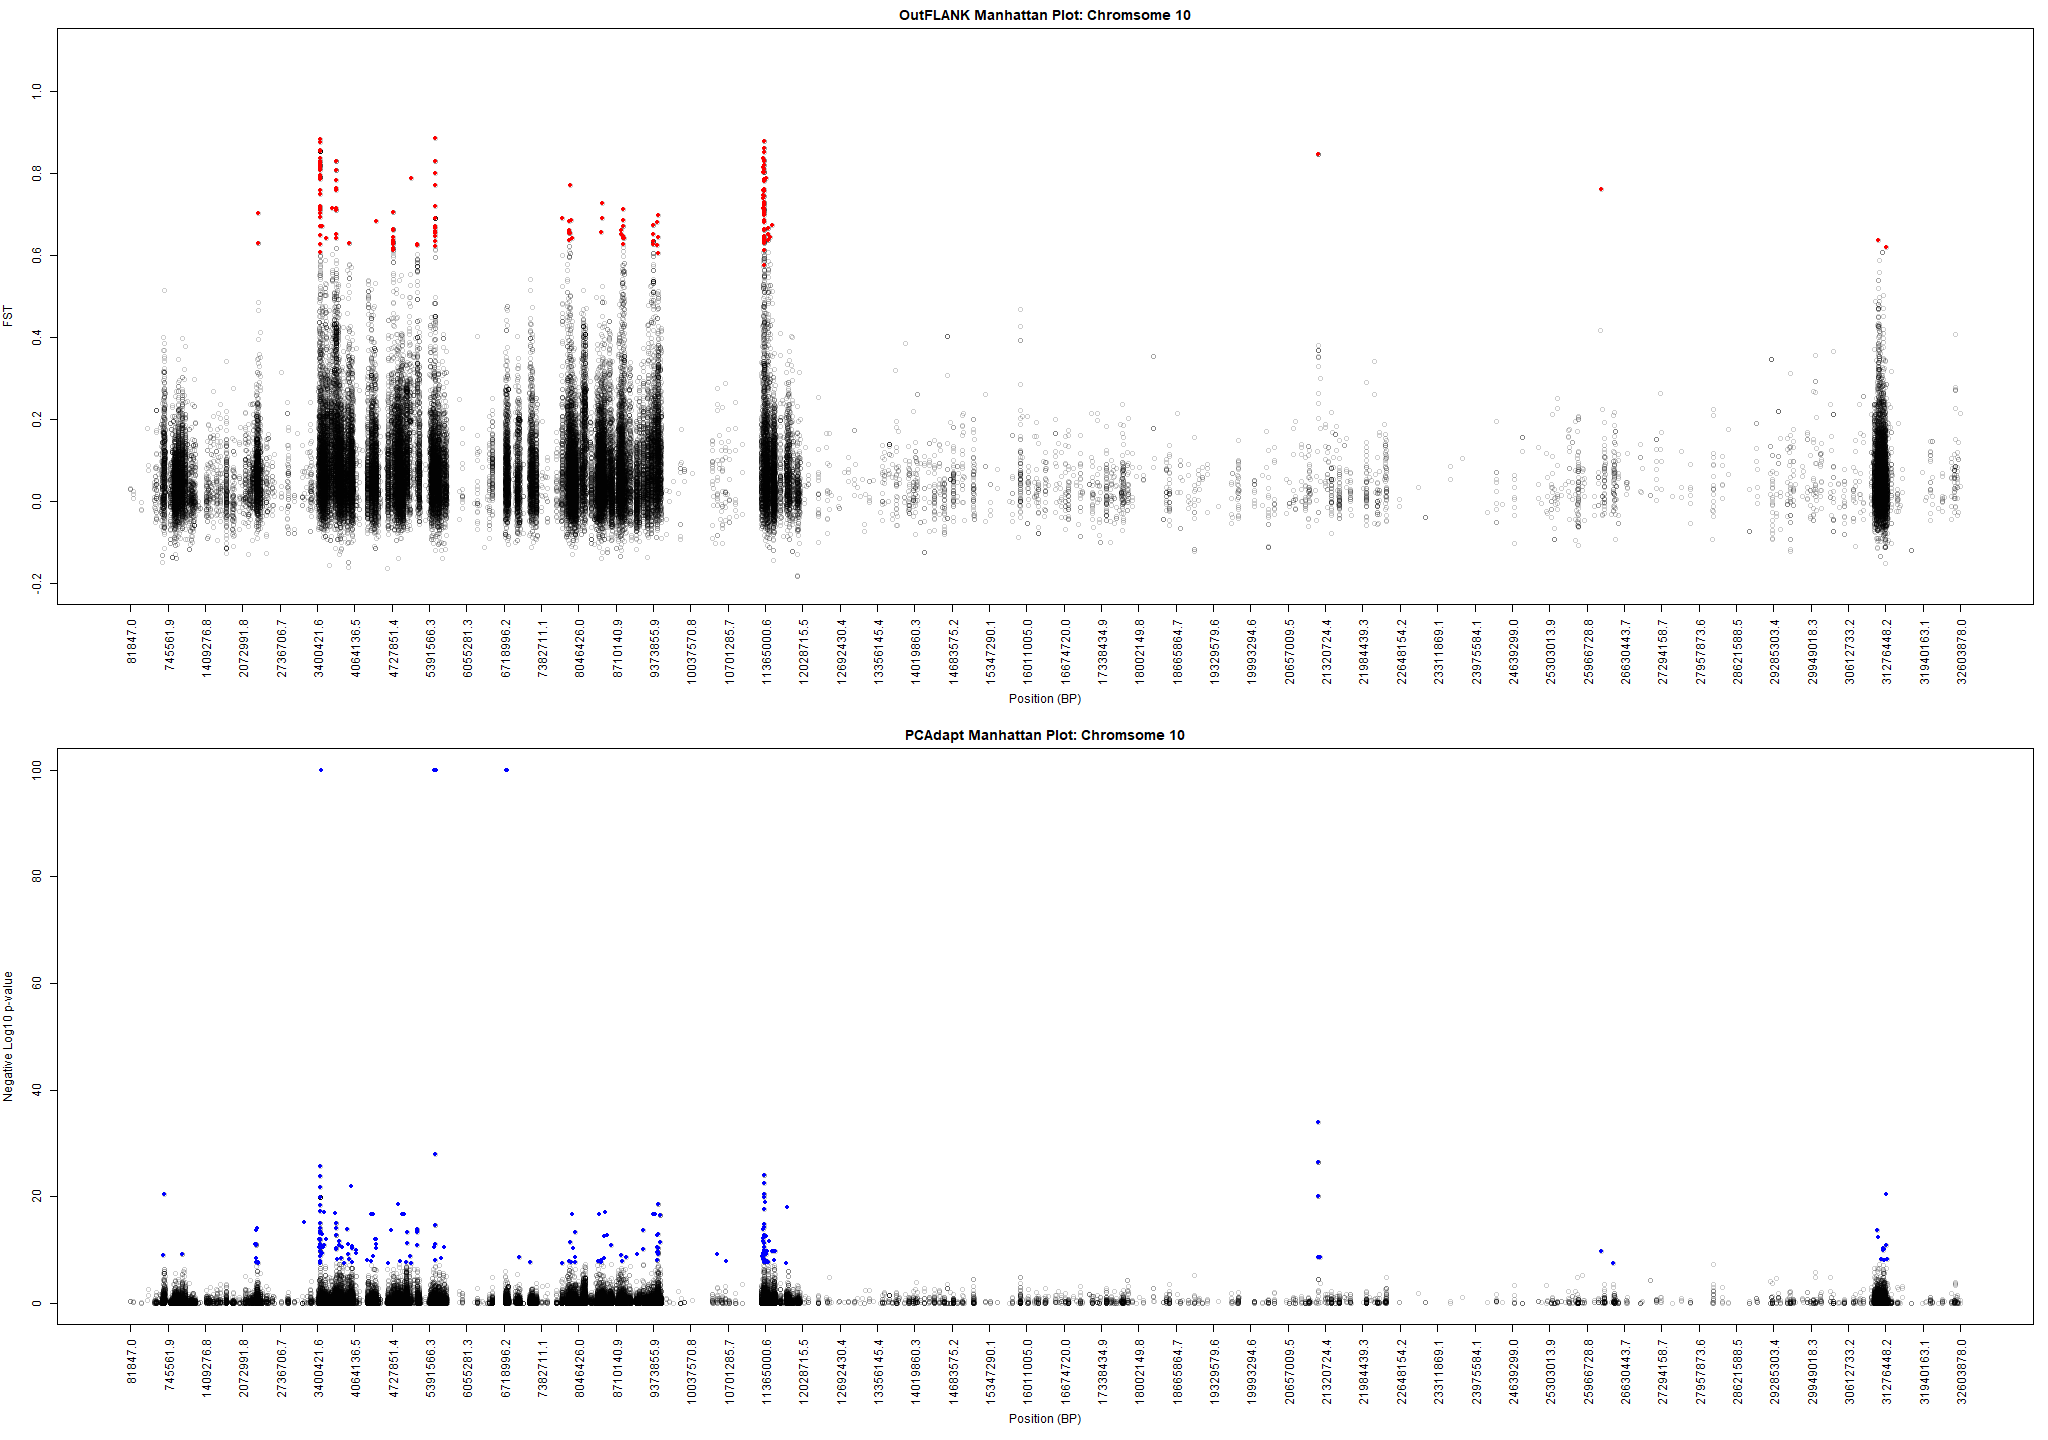 OutFLANK Manhattan Plot: Chromsome 10
FST
1.0
0.8
0.6
0.4
0.2
0.0
-0.2
81847.0 745561.9 1409276.8 2072991.8 2736706.7 3400421.6 4064136.5 4727851.4 5391566.3 6055281.3 6718996.2 7382711.1 8046426.0 8710140.9 9373855.9 10037570.8 10701285.7 11365000.6 12028715.5 12692430.4 13356145.4 14019860.3 14683575.2 15347290.1 16011005.0 16674720.0 17338434.9 18002149.8 18665864.7 19329579.6 19993294.6 20657009.5 21320724.4 21984439.3 22648154.2 23311869.1 23975584.1 24639299.0 25303013.9 25966728.8 26630443.7 27294158.7 27957873.6 28621588.5 29285303.4 29949018.3 30612733.2 31276448.2 31940163.1 32603878.0
Position (BP)
PCAdapt Manhattan Plot: Chromsome 10
Negative Log10 p-value
100
80
60
40
20
0
81847.0 745561.9 1409276.8 2072991.8 2736706.7 3400421.6 4064136.5 4727851.4 5391566.3 6055281.3 6718996.2 7382711.1 8046426.0 8710140.9 9373855.9 10037570.8 10701285.7 11365000.6 12028715.5 12692430.4 13356145.4 14019860.3 14683575.2 15347290.1 16011005.0 16674720.0 17338434.9 18002149.8 18665864.7 19329579.6 19993294.6 20657009.5 21320724.4 21984439.3 22648154.2 23311869.1 23975584.1 24639299.0 25303013.9 25966728.8 26630443.7 27294158.7 27957873.6 28621588.5 29285303.4 29949018.3 30612733.2 31276448.2 31940163.1 32603878.0
Position (BP)